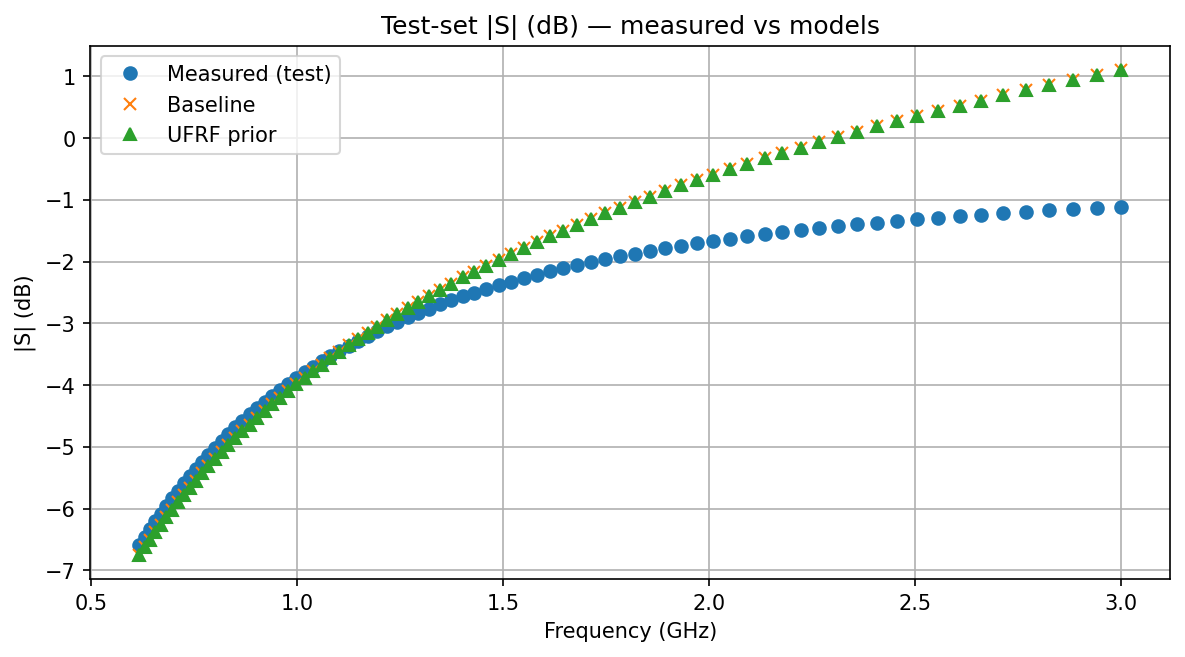 Test-set |S| (dB) — measured vs models
Measured (test)
Baseline
UFRF prior
1
0
−1
−2
−3
−4
−5
−6
−7
|S| (dB)
0.5 1.0 1.5 2.0 2.5 3.0
Frequency (GHz)